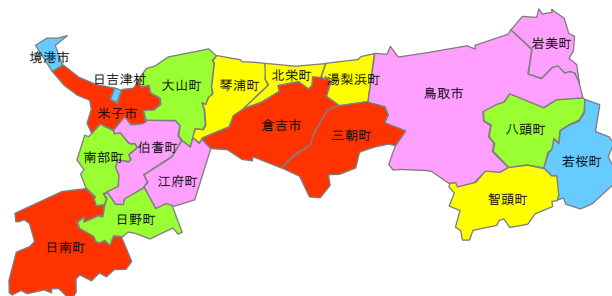 岩美町
境港市
日吉津村
大山町
琴浦町
北栄町
湯梨浜町
鳥取市
米子市
倉吉市
三朝町
八頭町
南部町
伯耆町
若桜町
江府町
智頭町
日野町
日南町